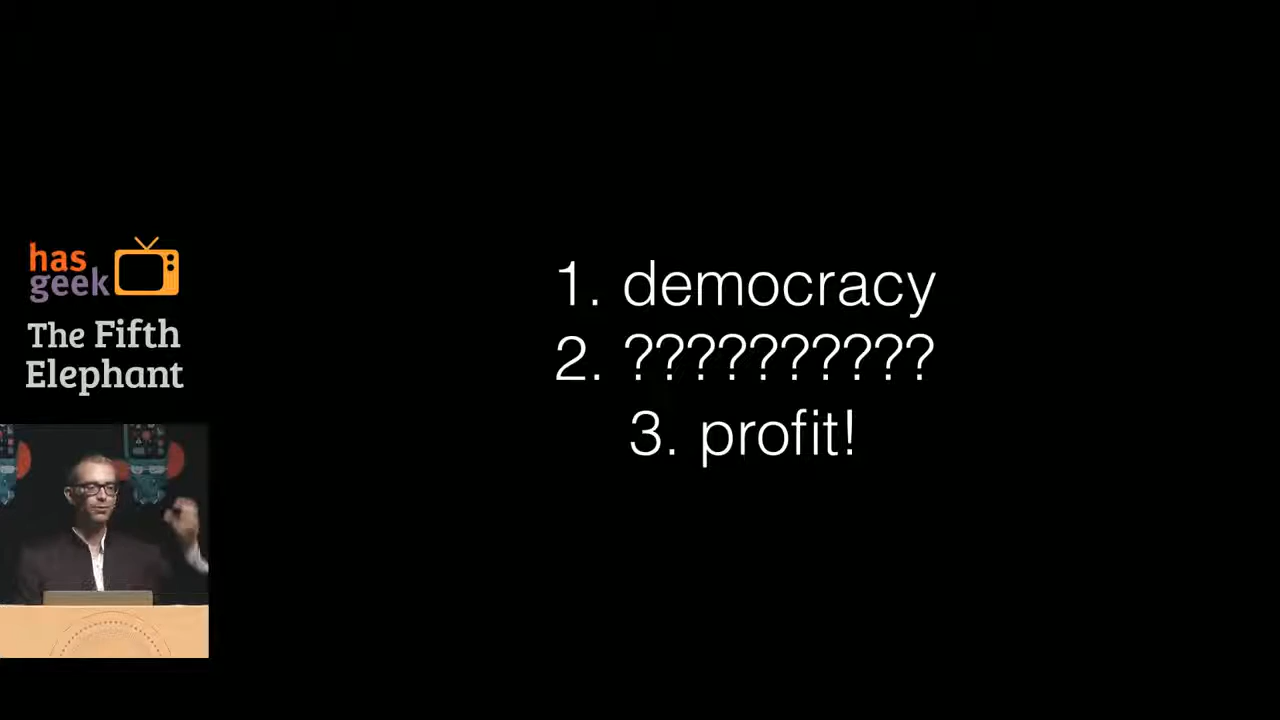 has
geek
The Fifth
Elephant
1. democracy
2. ??????????
3. profit!